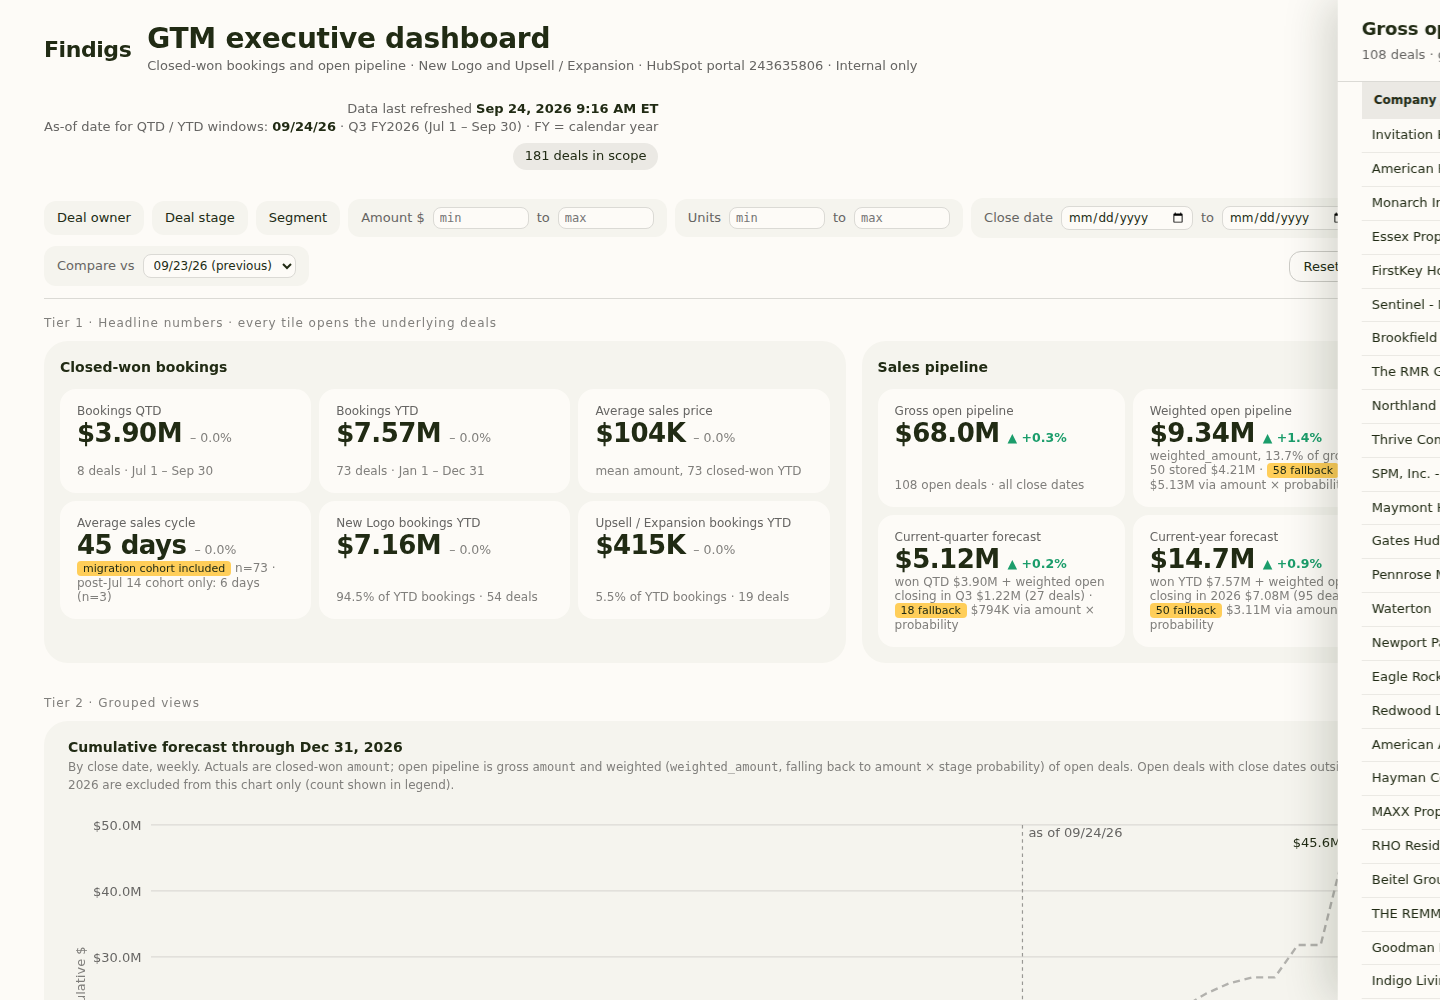 Findigs
GTM executive dashboard
Closed-won bookings and open pipeline · New Logo and Upsell / Expansion · HubSpot portal 243635806 · Internal only
Data last refreshed Sep 24, 2026 9:16 AM ET
As-of date for QTD / YTD windows: 09/24/26 · Q3 FY2026 (Jul 1 – Sep 30) · FY = calendar year
181 deals in scope
Deal owner Deal stage Segment Amount $ min to max Units min to max Close date mm/dd/yyyy to mm/dd/yyyy
Compare vs 09/23/26 (previous) Reset
Tier 1 · Headline numbers · every tile opens the underlying deals
Closed-won bookings
Bookings QTD
$3.90M – 0.0%
8 deals · Jul 1 – Sep 30
Bookings YTD
$7.57M – 0.0%
73 deals · Jan 1 – Dec 31
Average sales price
$104K – 0.0%
mean amount, 73 closed-won YTD
Average sales cycle
45 days – 0.0%
migration cohort included n=73 ·
post-Jul 14 cohort only: 6 days
(n=3)
New Logo bookings YTD
$7.16M – 0.0%
94.5% of YTD bookings · 54 deals
Upsell / Expansion bookings YTD
$415K – 0.0%
5.5% of YTD bookings · 19 deals
Sales pipeline
Gross open pipeline
$68.0M ▲ +0.3%
108 open deals · all close dates
Weighted open pipeline
$9.34M ▲ +1.4%
weighted_amount, 13.7% of
50 stored $4.21M · 58 fallback
$5.13M via amount ×
Current-quarter forecast
$5.12M ▲ +0.2%
won QTD $3.90M + weighted open
closing in Q3 $1.22M (27 deals) ·
18 fallback $794K via amount ×
probability
Current-year forecast
$14.7M ▲ +0.9%
won YTD $7.57M + weighted
closing in 2026 $7.08M (95
50 fallback $3.11M via
probability
Tier 2 · Grouped views
Cumulative forecast through Dec 31, 2026
By close date, weekly. Actuals are closed-won amount; open pipeline is gross amount and weighted (weighted_amount, falling back to amount × stage probability) of open deals. Open deals with close dates
2026 are excluded from this chart only (count shown in legend).
$50.0M
as of 09/24/26
$45.6M
$40.0M
$30.0M
Gross
108 deals ·
Company
Invitation
American
Monarch
Essex
FirstKey
Sentinel -
Brookfield
The RMR
Northland
Thrive
SPM, Inc. -
Maymont
Gates
Pennrose
Waterton
Newport
Eagle
Redwood
American
Hayman
MAXX
RHO
Beitel
THE
Goodman
Indigo